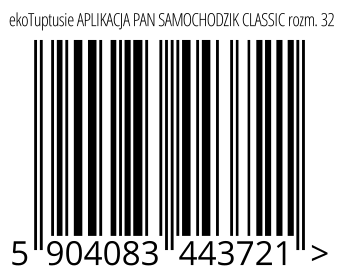 ekoTuptusie APLIKACJA PAN SAMOCHODZIK CLASSIC rozm. 32
5 904083 443721 >